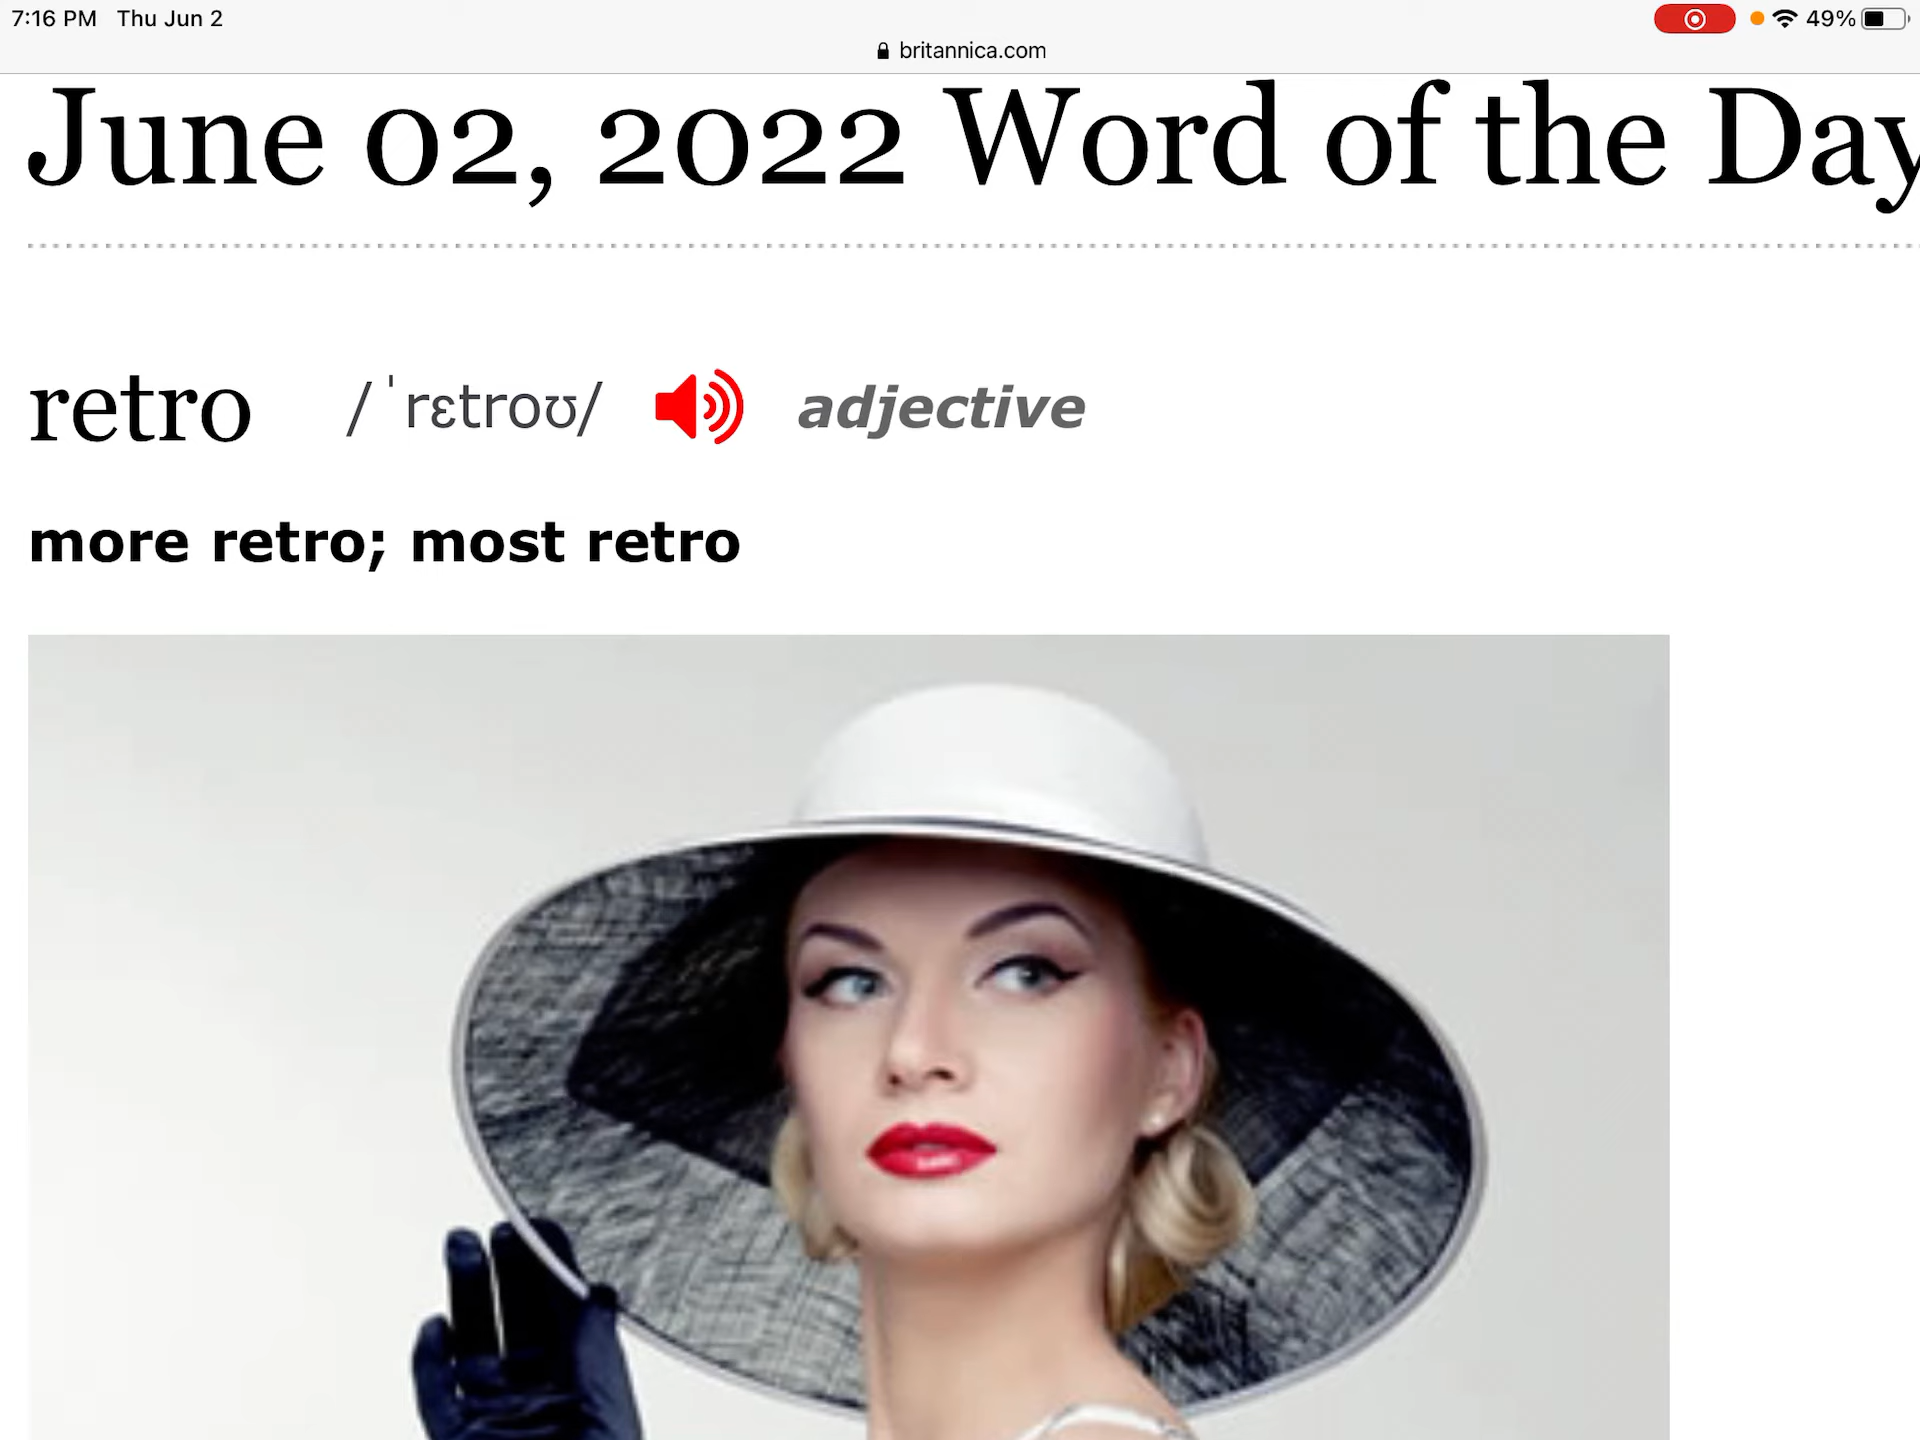 7:16 PM Thu Jun 2
49%
britannica.com
June 02, 2022 Word of the Day
retro /ˈrɛtroʊ/ adjective
more retro; most retro